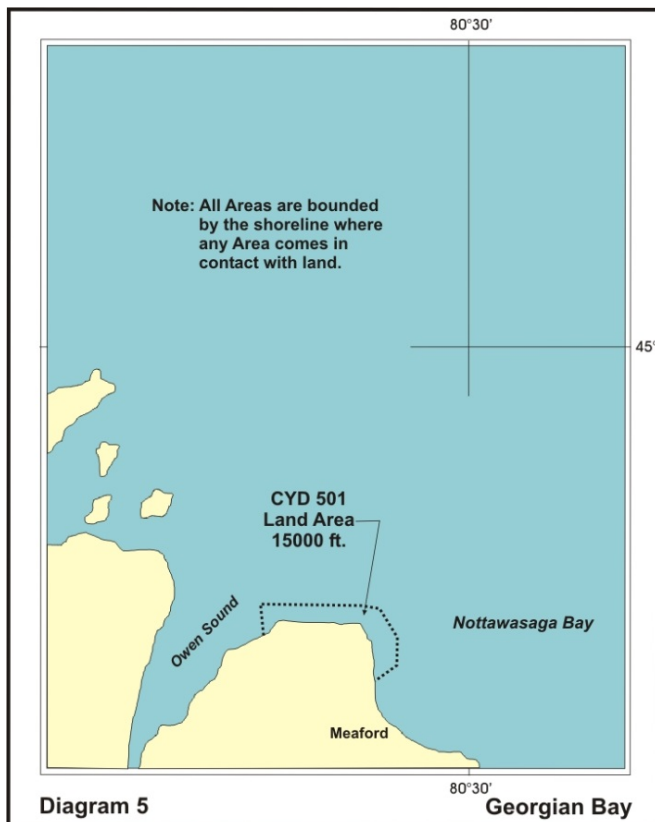 80°30'
Note: All Areas are bounded
by the shoreline where
any Area comes in
contact with land.
45°
CYD 501
Land Area
15000 ft.
Owen Sound
Nottawasaga Bay
Meaford
80°30'
Diagram 5
Georgian Bay